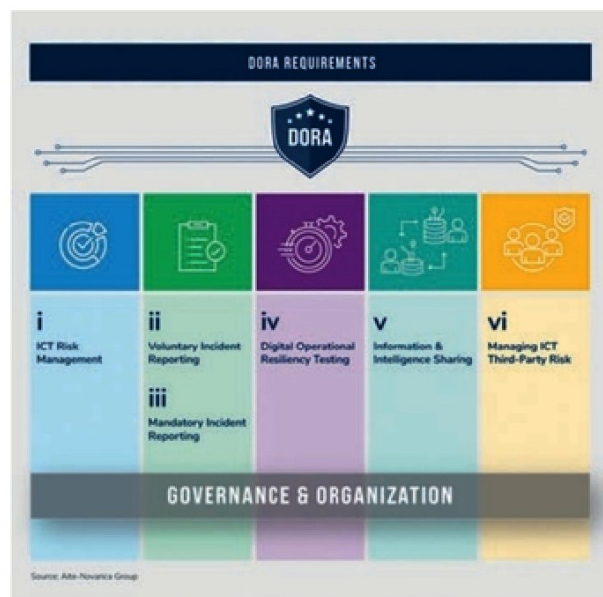 DORA REQUIREMENTS
DORA
i
ICT Risk
Management
ii
Voluntary Incident
Reporting
iii
Mandatory Incident
Reporting
iv
Digital Operational
Resiliency Testing
v
Information &
Intelligence Sharing
vi
Managing ICT
Third-Party Risk
GOVERNANCE & ORGANIZATION
Source: Aite-Novarica Group